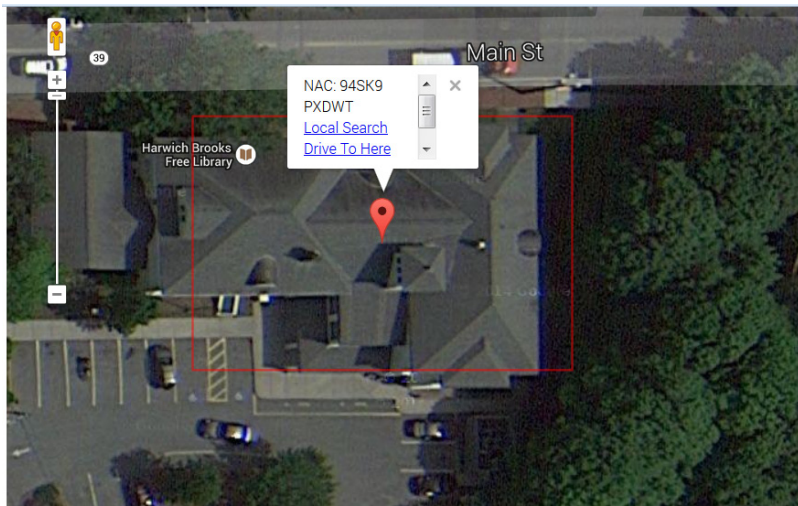 39
Main St
NAC: 94SK9
PXDWT
Local Search
Drive To Here
Harwich Brooks
Free Library